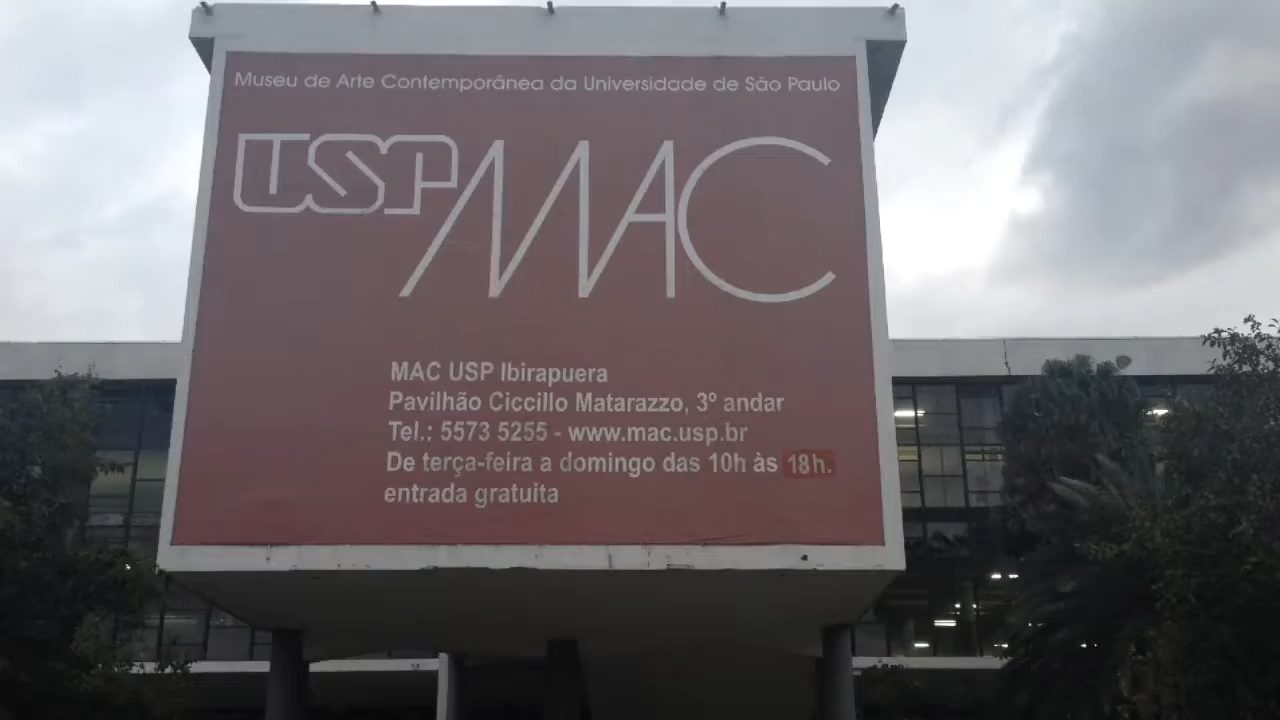 Museu de Arte Contemporânea da Universidade de São Paulo
USP MAC
MAC USP Ibirapuera
Pavilhão Ciccillo Matarazzo, 3º andar
Tel.: 5573 5255 - www.mac.usp.br
De terça-feira a domingo das 10h às 18h.
entrada gratuita